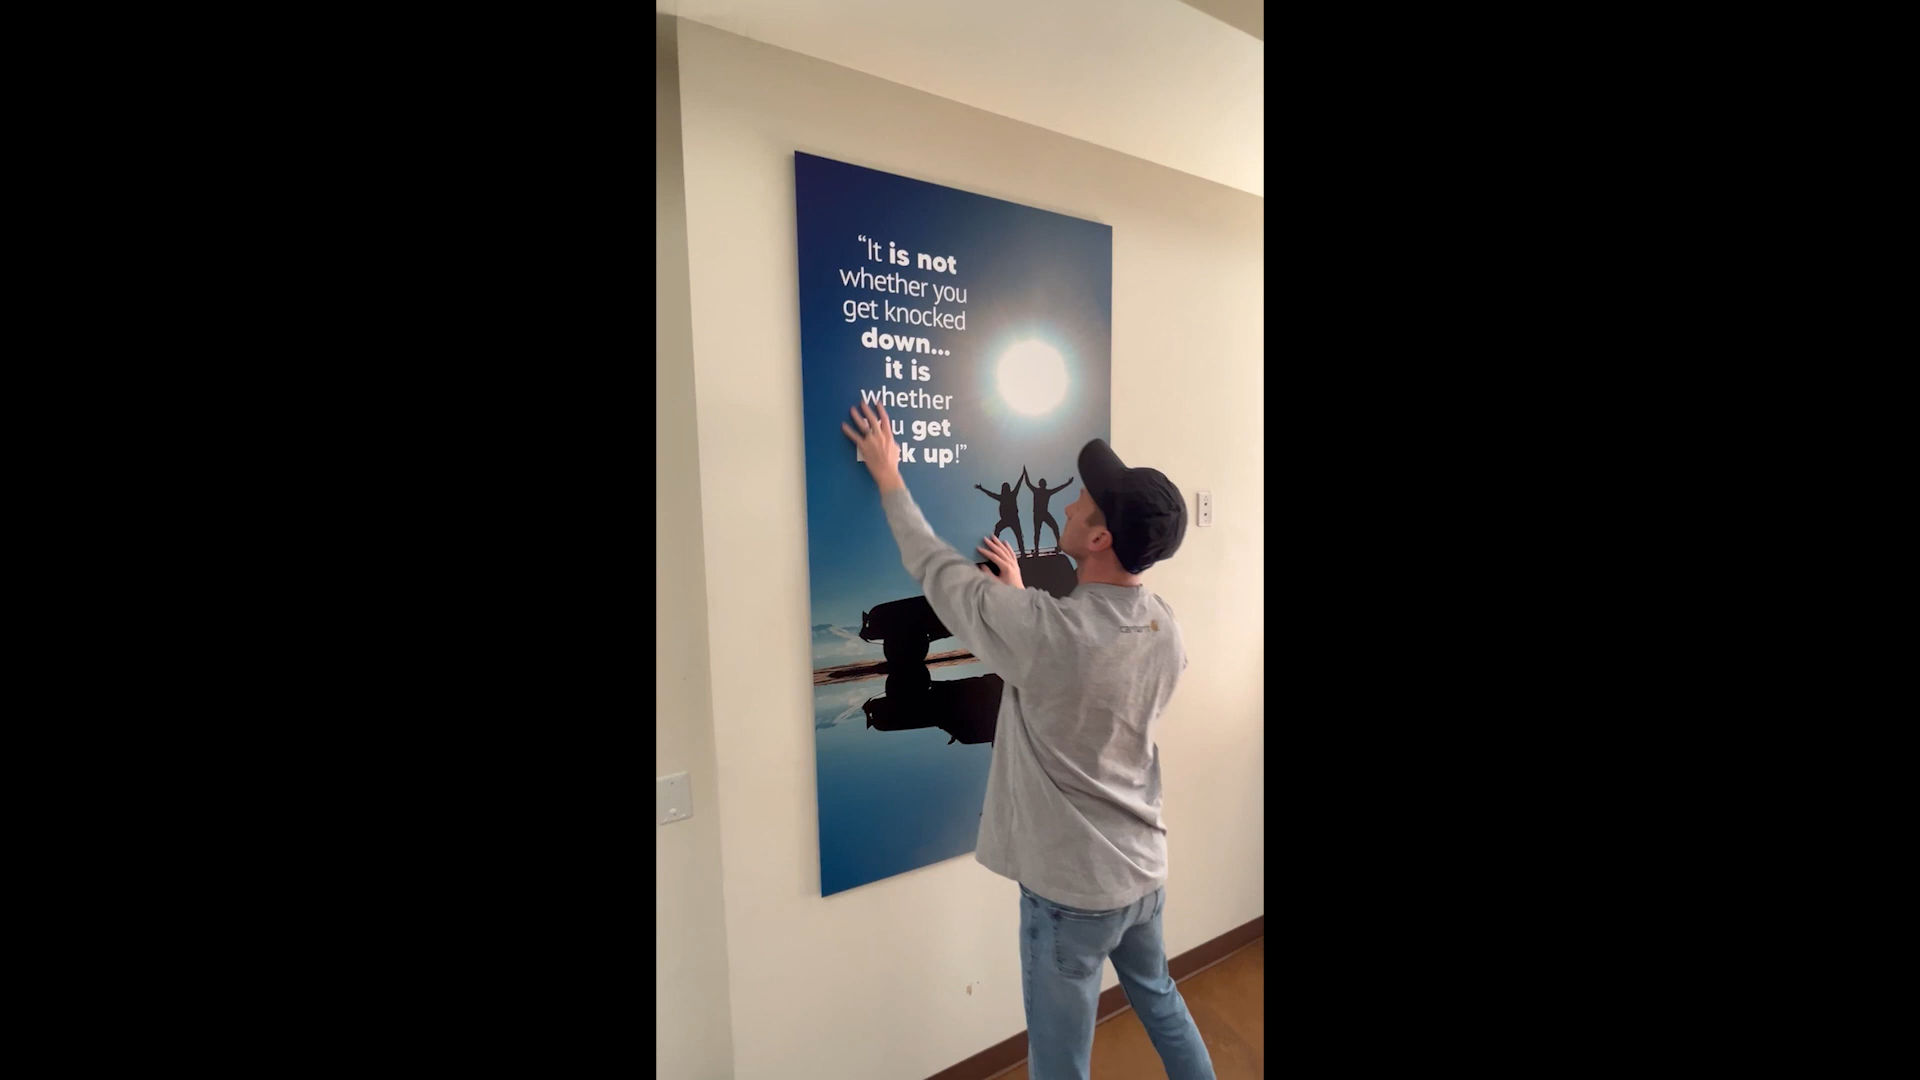 “It is not
whether you
get knocked
down...
it is
whether
get
up!”